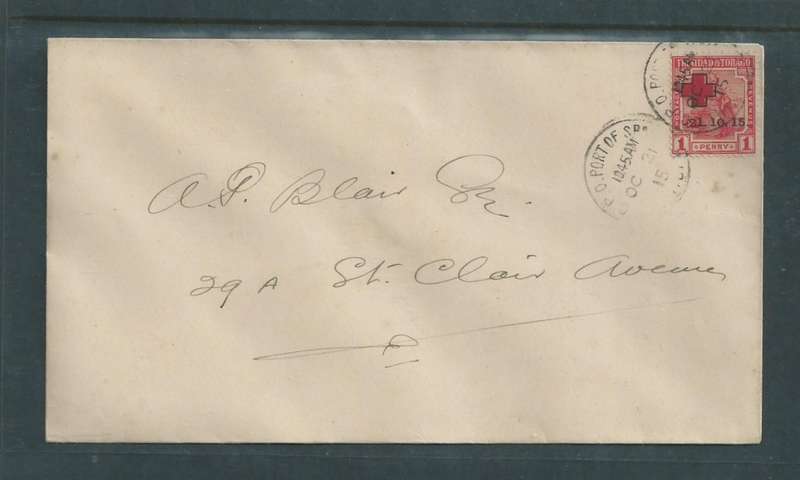 TRINIDAD & TOBAGO
21.10.15.
1 PENNY 1
G.P.O. PORT OF
10 45 AM
OC 21
15
A. P. Blair Esq.
29 A St. Clair Avenue